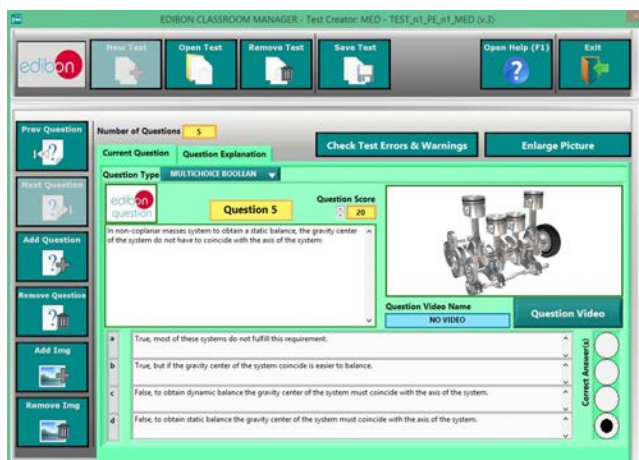 EDIBON CLASSROOM MANAGER - Test Creator: MED - TEST_n1_PE_n1_MED (v.3)
edibon
New Test
Open Test
Remove Test
Save Test
Open Help (F1)
Exit
Prev Question
Next Question
Add Question
Remove Question
Add Img
Remove Img
Number of Questions 5
Current Question
Question Explanation
Check Test Errors & Warnings
Enlarge Picture
Question Type MULTICHOICE BOOLEAN
edibon
question
Question 5
Question Score
20
In non-coplanar masses system to obtain a static balance, the gravity center
of the system do not have to coincide with the axis of the system:
Question Video Name
NO VIDEO
Question Video
a True, most of these systems do not fulfill this requirement.
b True, but if the gravity center of the system coincide is easier to balance.
c False, to obtain dynamic balance the gravity center of the system must coincide with the axis of the system.
d False, to obtain static balance the gravity center of the system must coincide with the axis of the system.
Correct Answer(s)